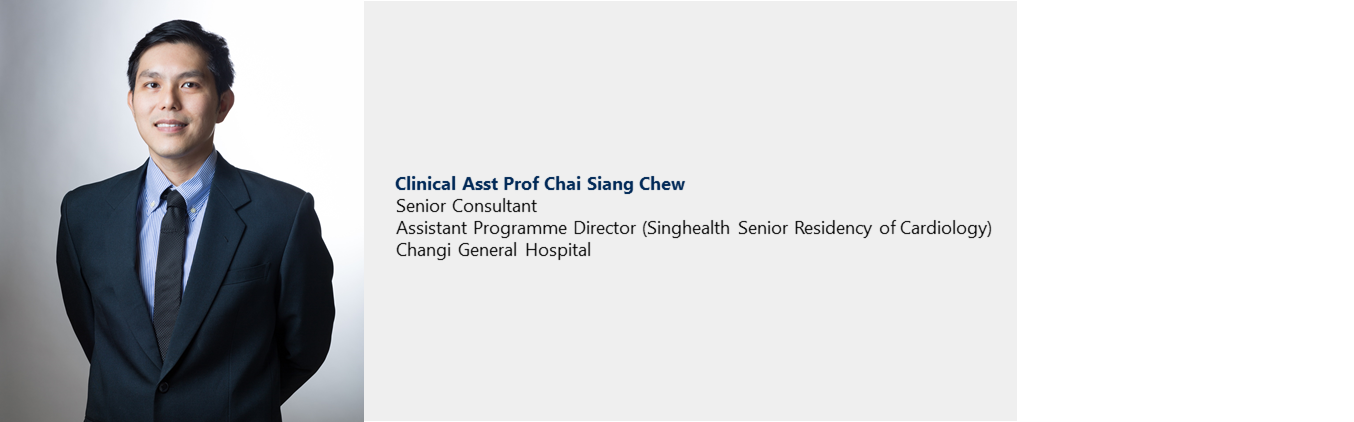 Clinical Asst Prof Chai Siang Chew
Senior Consultant
Assistant Programme Director (Singhealth Senior Residency of Cardiology)
Changi General Hospital